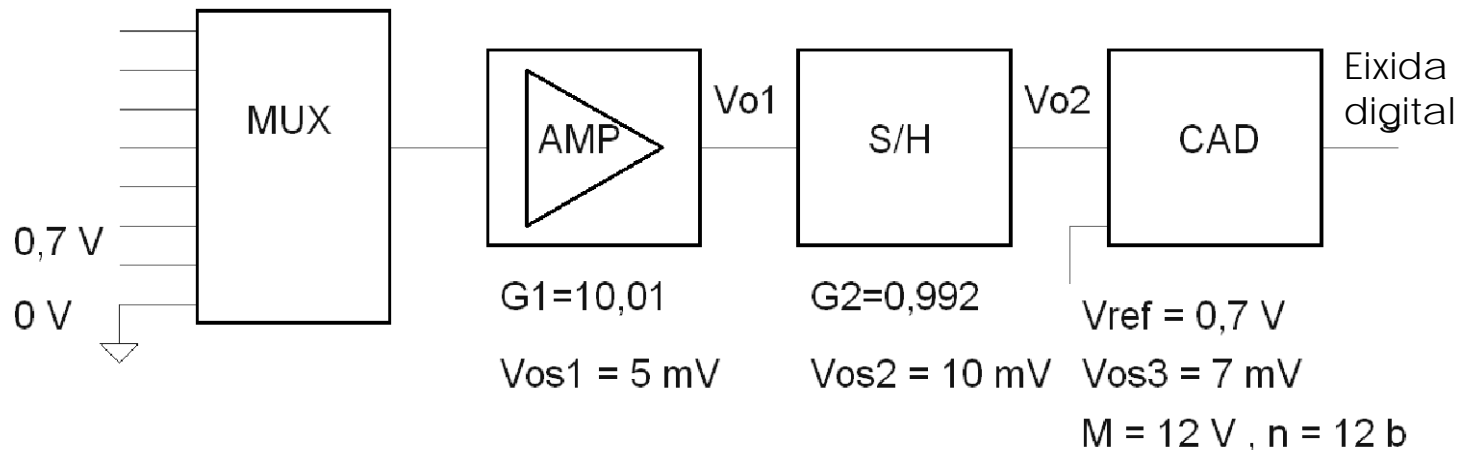 MUX
AMP
Vo1
S/H
Vo2
CAD
Eixida
digital
0,7 V
0 V
G1=10,01
Vos1 = 5 mV
G2=0,992
Vos2 = 10 mV
Vref = 0,7 V
Vos3 = 7 mV
M = 12 V , n = 12 b